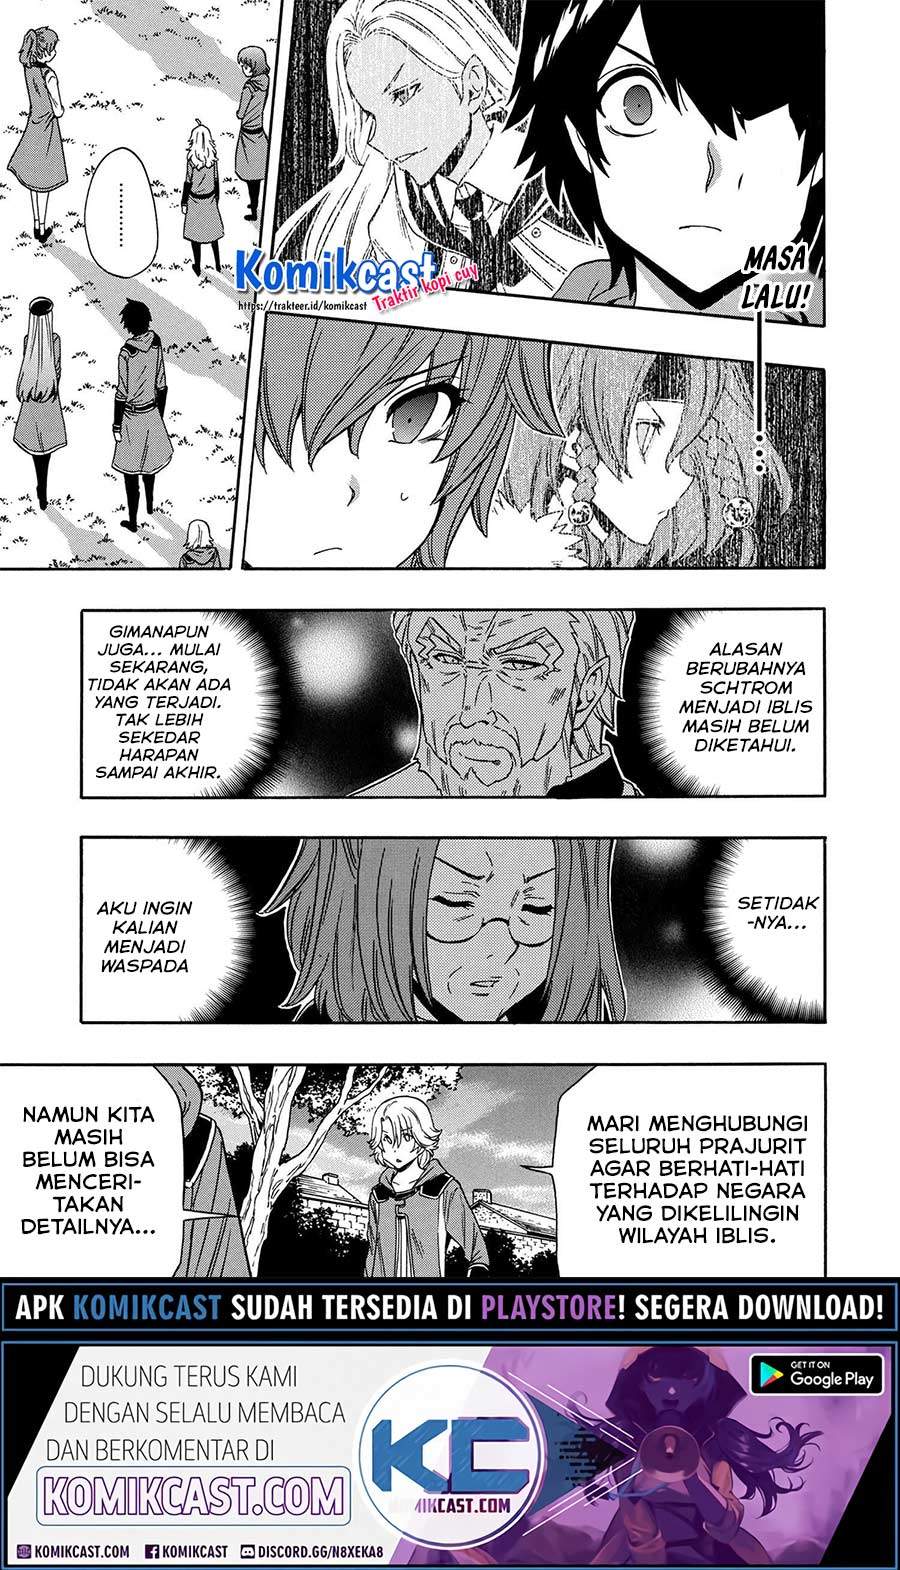 MASA
LALU!
...
Komikcast
Traktir kopi cuy
https://trakteer.id/komikcast
.........
ALASAN
BERUBAHNYA
SCHTROM
MENJADI IBLIS
MASIH BELUM
DIKETAHUI.
GIMANAPUN
JUGA... MULAI
SEKARANG,
TIDAK AKAN ADA
YANG TERJADI.
TAK LEBIH
SEKEDAR
HARAPAN
SAMPAI AKHIR.
SETIDAK
-NYA...
AKU INGIN
KALIAN
MENJADI
WASPADA
MARI MENGHUBUNGI
SELURUH PRAJURIT
AGAR BERHATI-HATI
TERHADAP NEGARA
YANG DIKELILINGIN
WILAYAH IBLIS.
NAMUN KITA
MASIH
BELUM BISA
MENCERI-
TAKAN
DETAILNYA...
APK KOMIKCAST SUDAH TERSEDIA DI PLAYSTORE! SEGERA DOWNLOAD!
DUKUNG TERUS KAMI
DENGAN SELALU MEMBACA
DAN BERKOMENTAR DI
KOMIKCAST.COM
KC
KOMIKCAST.COM
GET IT ON
Google Play
KOMIKCAST.COM
KOMIKCAST
DISCORD.GG/N8XEKA8